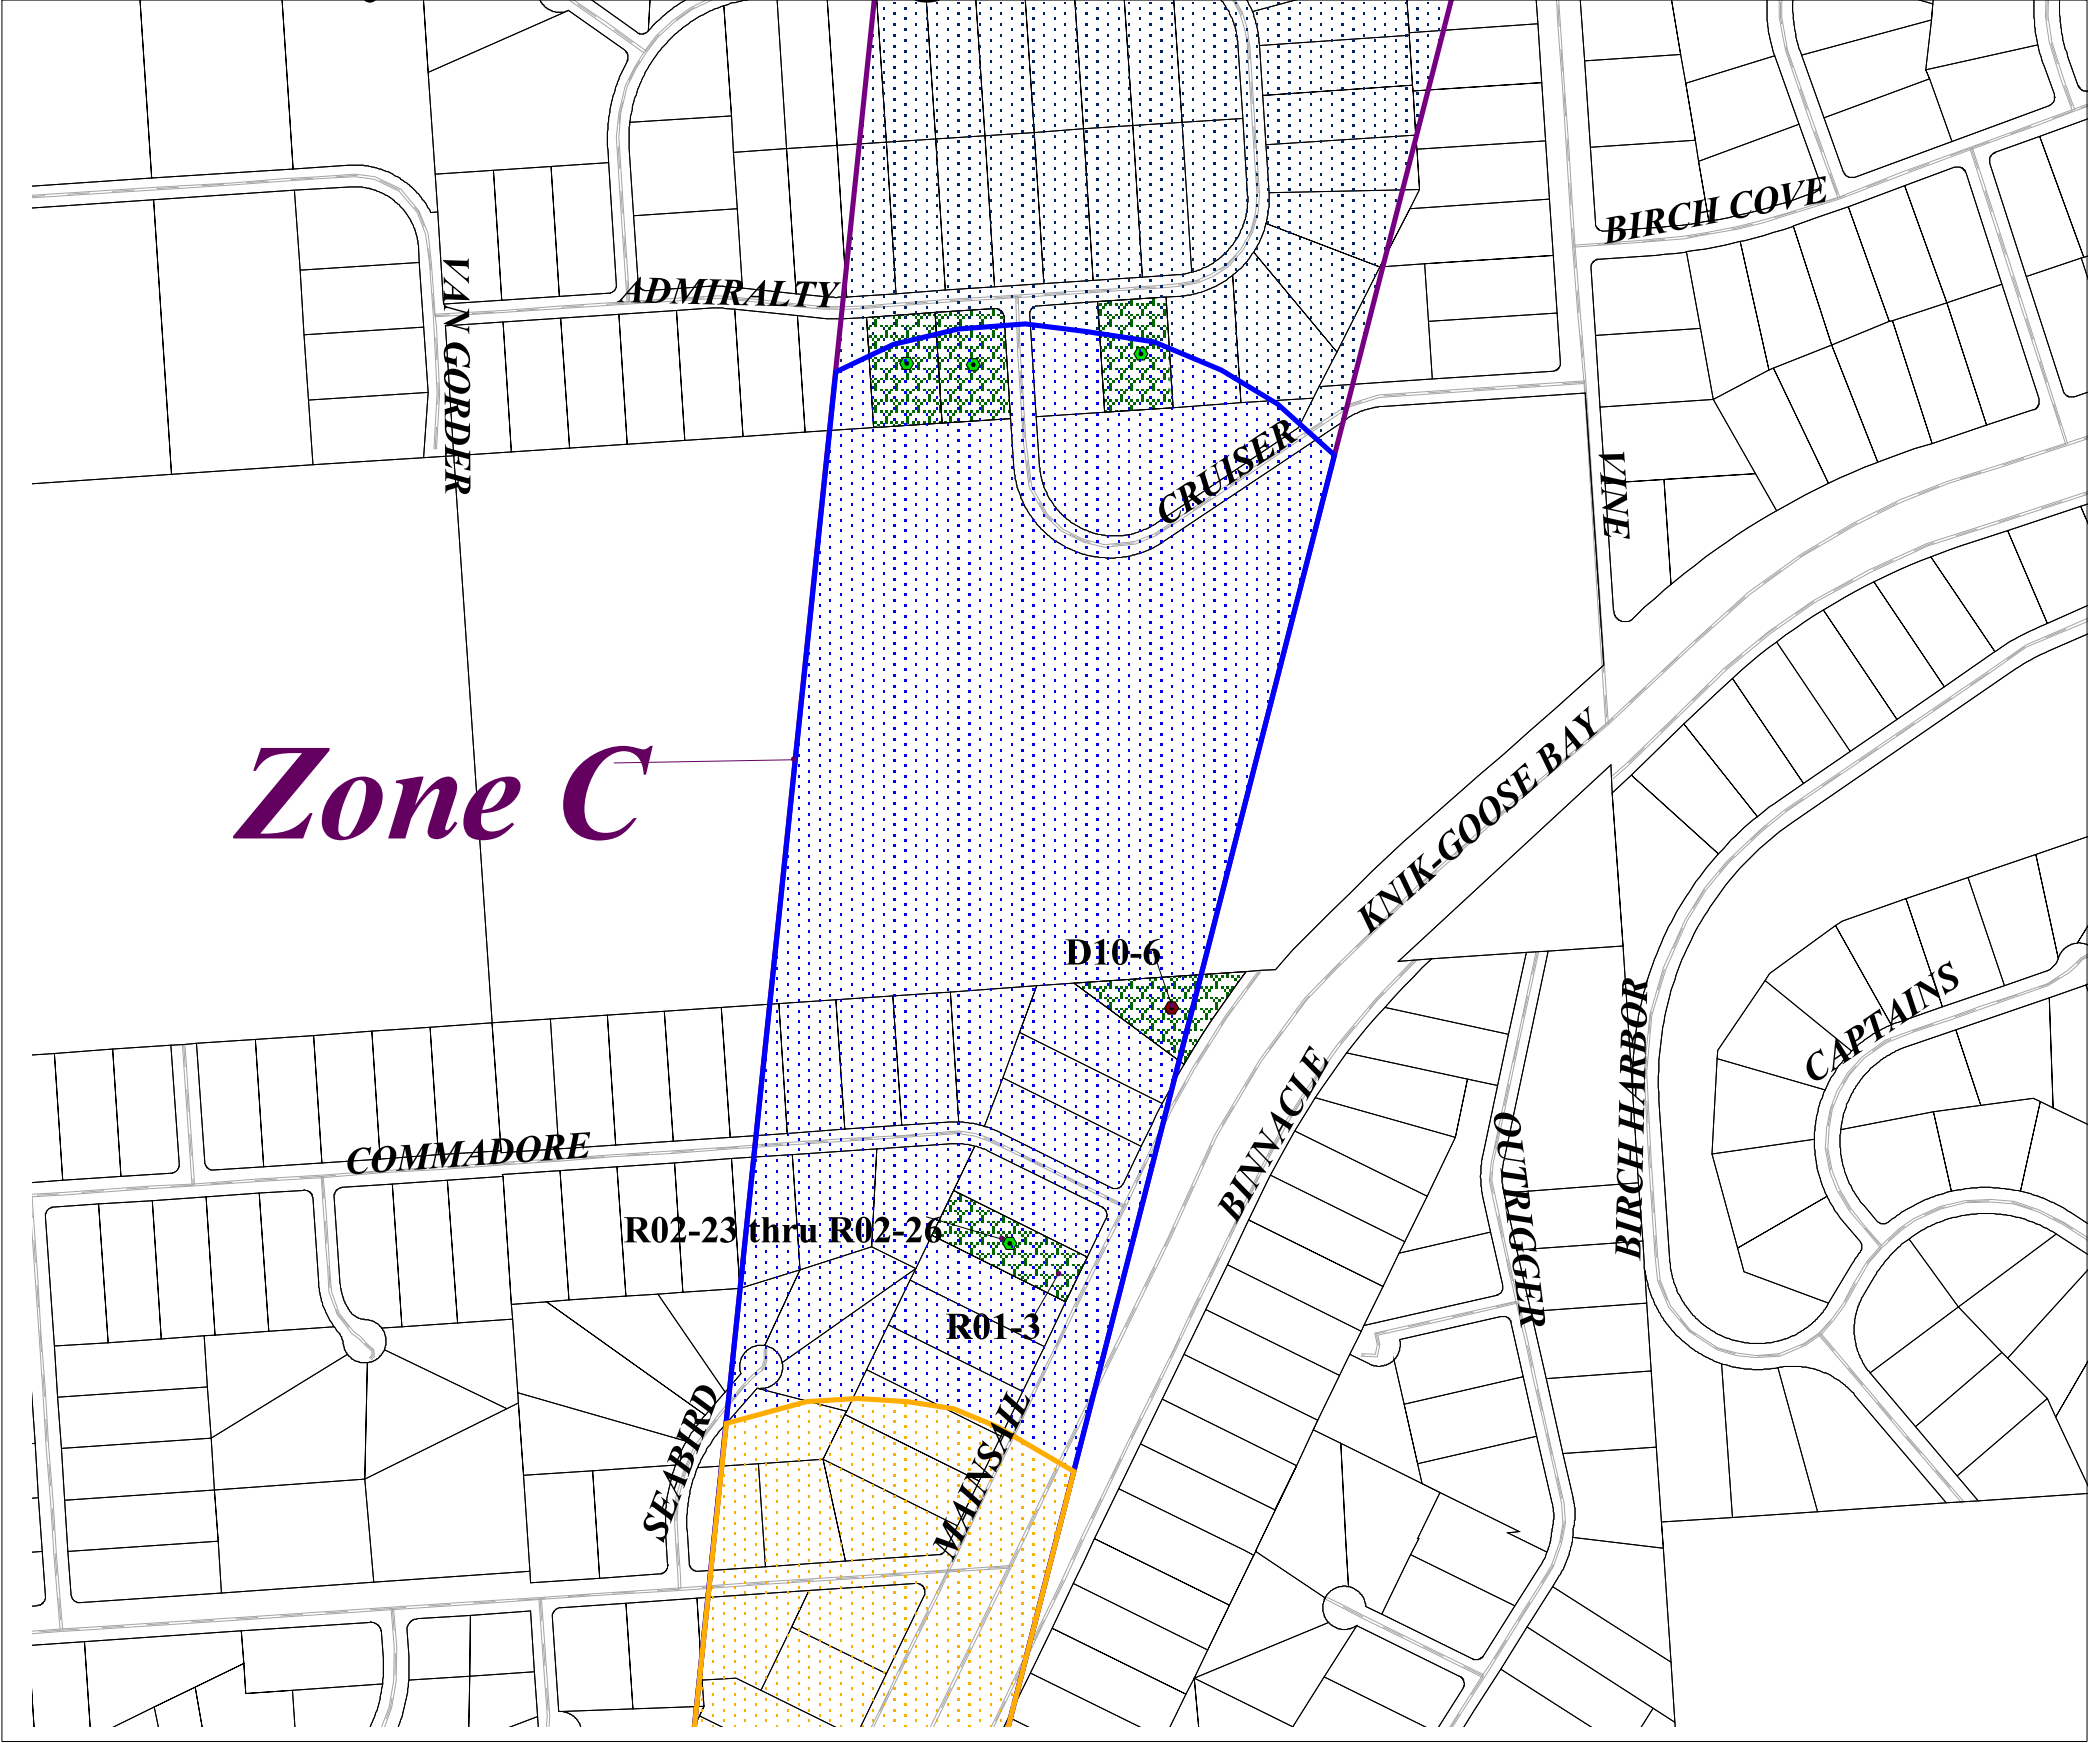 BIRCH COVE
ADMIRALTY
VAN GORDER
CRUISER
VINE
Zone C
KNIK-GOOSE BAY
D10-6
CAPTAINS
BIRCH HARBOR
BINNACLE
OUTRIGGER
COMMADORE
R02-23 thru R02-26
R01-3
SEABIRD
MAINSAIL